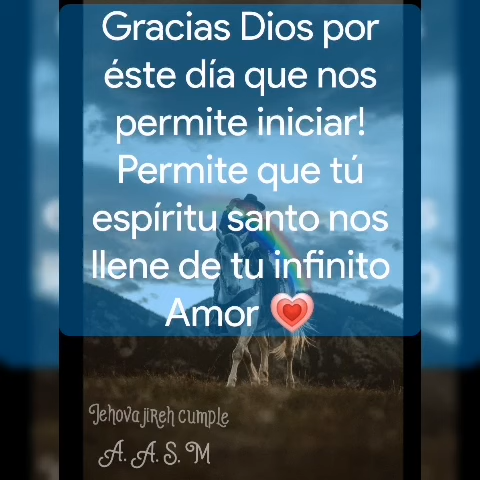 Gracias Dios por
éste día que nos
permite iniciar!
Permite que tú
espíritu santo nos
llene de tu infinito
Amor 💗
Jehova jireh cumple
A. A. S. M